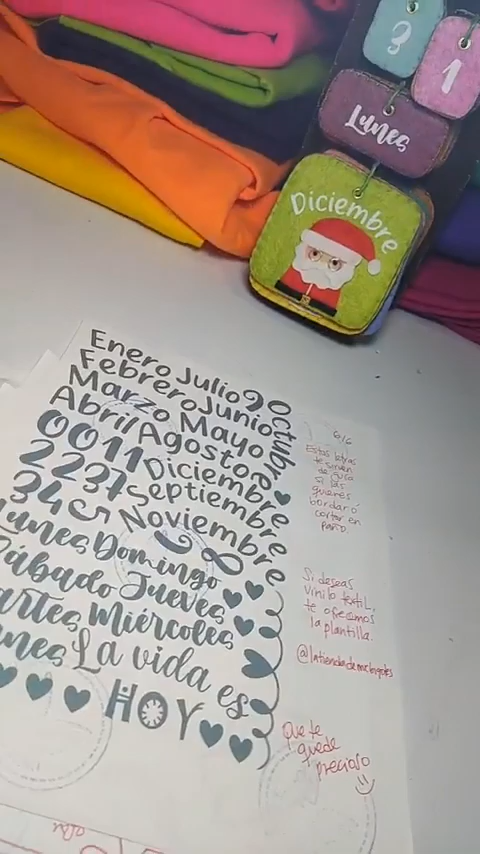 3
1
Lunes
Diciembre
Enero Julio 9 Octubre
Febrero Junio
Marzo Mayo
Abril Agosto
0011 Diciembre
2237 Septiembre
34 Noviembre
Lunes Domingo
Sábado Jueves
Martes Miércoles
La vida es
HOY
6/6
Estas letras
te sirven
de guía
si las
quieres
bordar ó
cortar en
paño.
Si deseas
vinilo textil,
te ofrecemos
la plantilla.
Que te
quede
precioso